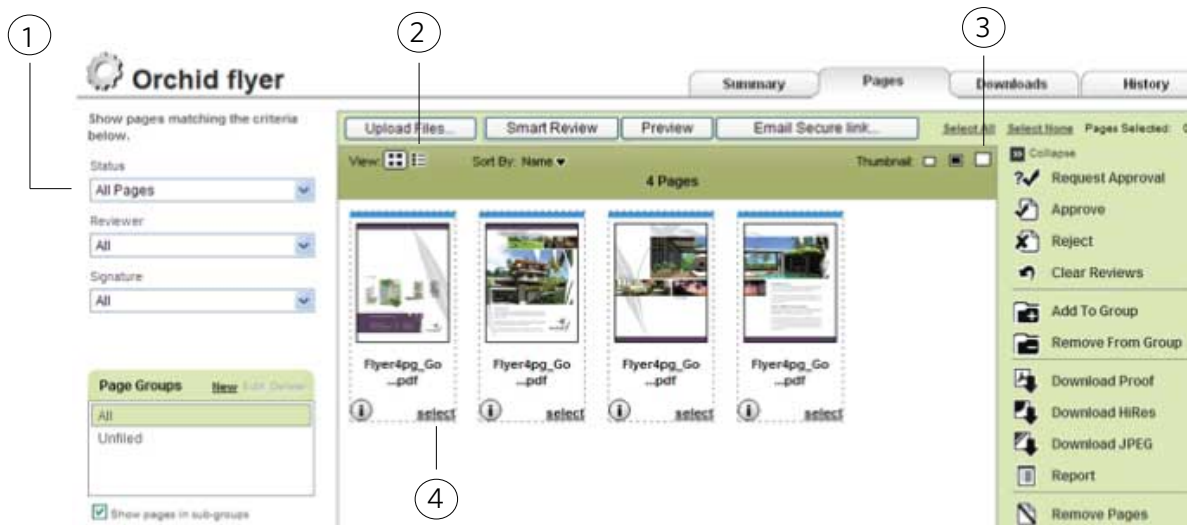 1
2
3
Orchid flyer
Summary
Pages
Downloads
History
Show pages matching the criteria
below.
Status
All Pages
Reviewer
All
Signature
All
Page Groups
New
Edit
Delete
All
Unfiled
Show pages in sub-groups
Upload Files...
Smart Review
Preview
Email Secure link...
Select All
Select None
Pages Selected:
View:
Sort By: Name
Thumbnail:
4 Pages
Flyer4pg_Go
...pdf
select
Flyer4pg_Go
...pdf
select
Flyer4pg_Go
...pdf
select
Flyer4pg_Go
...pdf
select
4
Collapse
Request Approval
Approve
Reject
Clear Reviews
Add To Group
Remove From Group
Download Proof
Download HiRes
Download JPEG
Report
Remove Pages